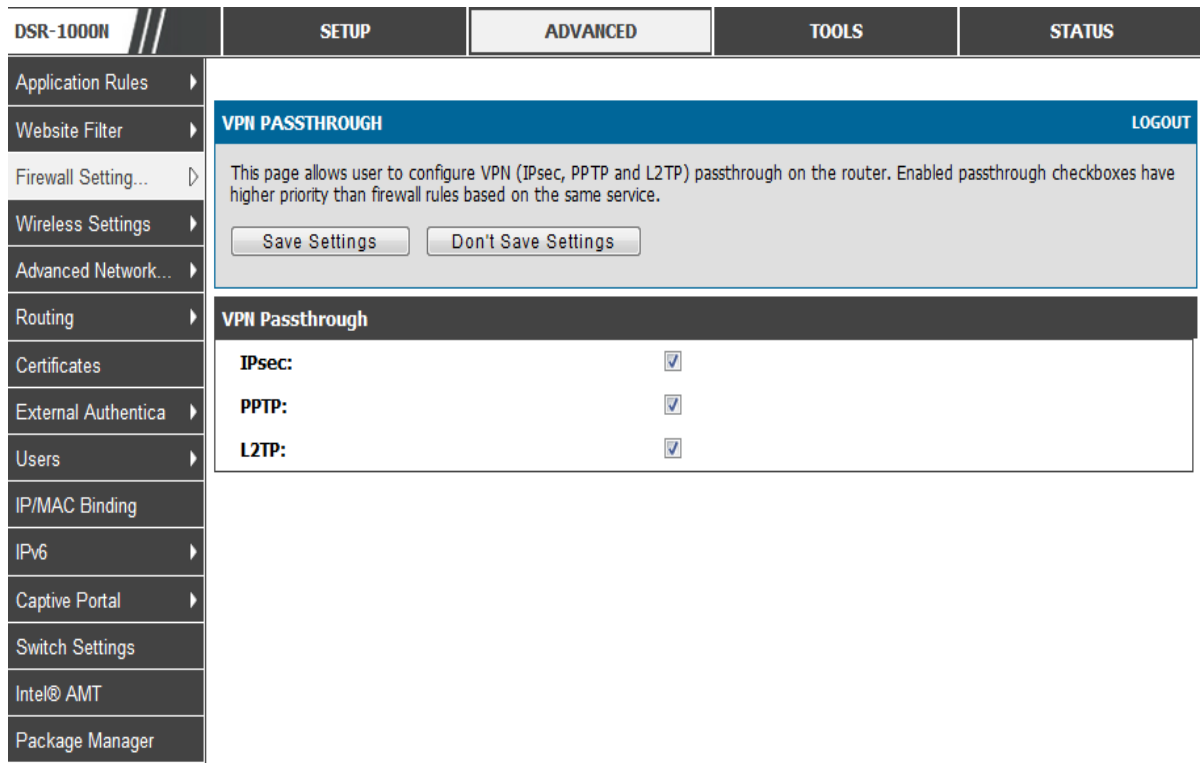 DSR-1000N
SETUP
ADVANCED
TOOLS
STATUS
Application Rules
Website Filter
Firewall Setting...
Wireless Settings
Advanced Network...
Routing
Certificates
External Authentica
Users
IP/MAC Binding
IPv6
Captive Portal
Switch Settings
Intel® AMT
Package Manager
VPN PASSTHROUGH
LOGOUT
This page allows user to configure VPN (IPsec, PPTP and L2TP) passthrough on the router. Enabled passthrough checkboxes have
higher priority than firewall rules based on the same service.
Save Settings
Don't Save Settings
VPN Passthrough
IPsec:
PPTP:
L2TP: